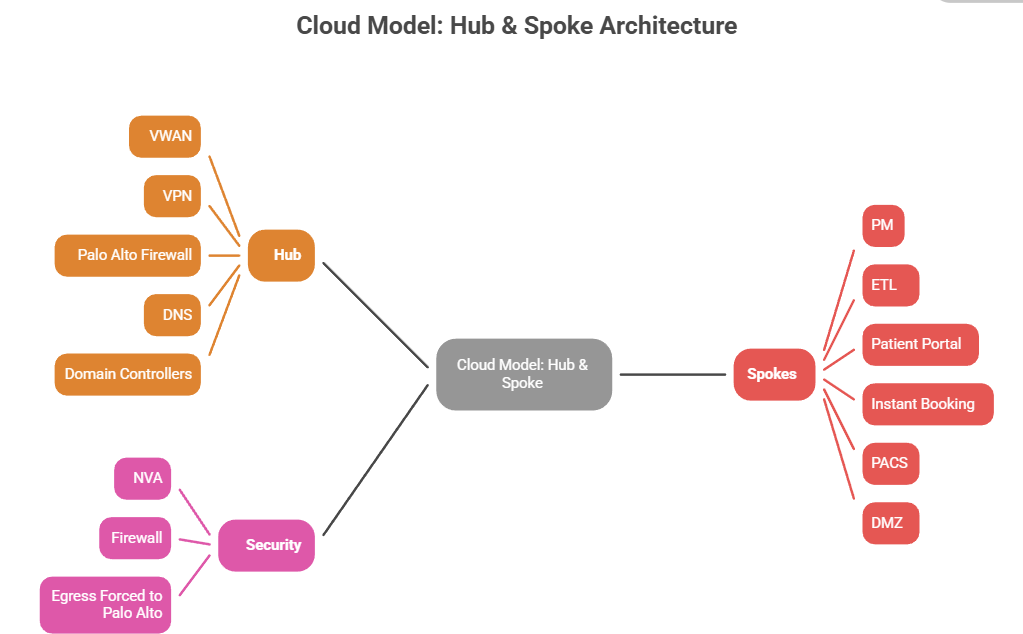 Cloud Model: Hub & Spoke Architecture
VWAN
VPN
Palo Alto Firewall
DNS
Domain Controllers
Hub
NVA
Firewall
Egress Forced to
Palo Alto
Security
Cloud Model: Hub &
Spoke
Spokes
PM
ETL
Patient Portal
Instant Booking
PACS
DMZ